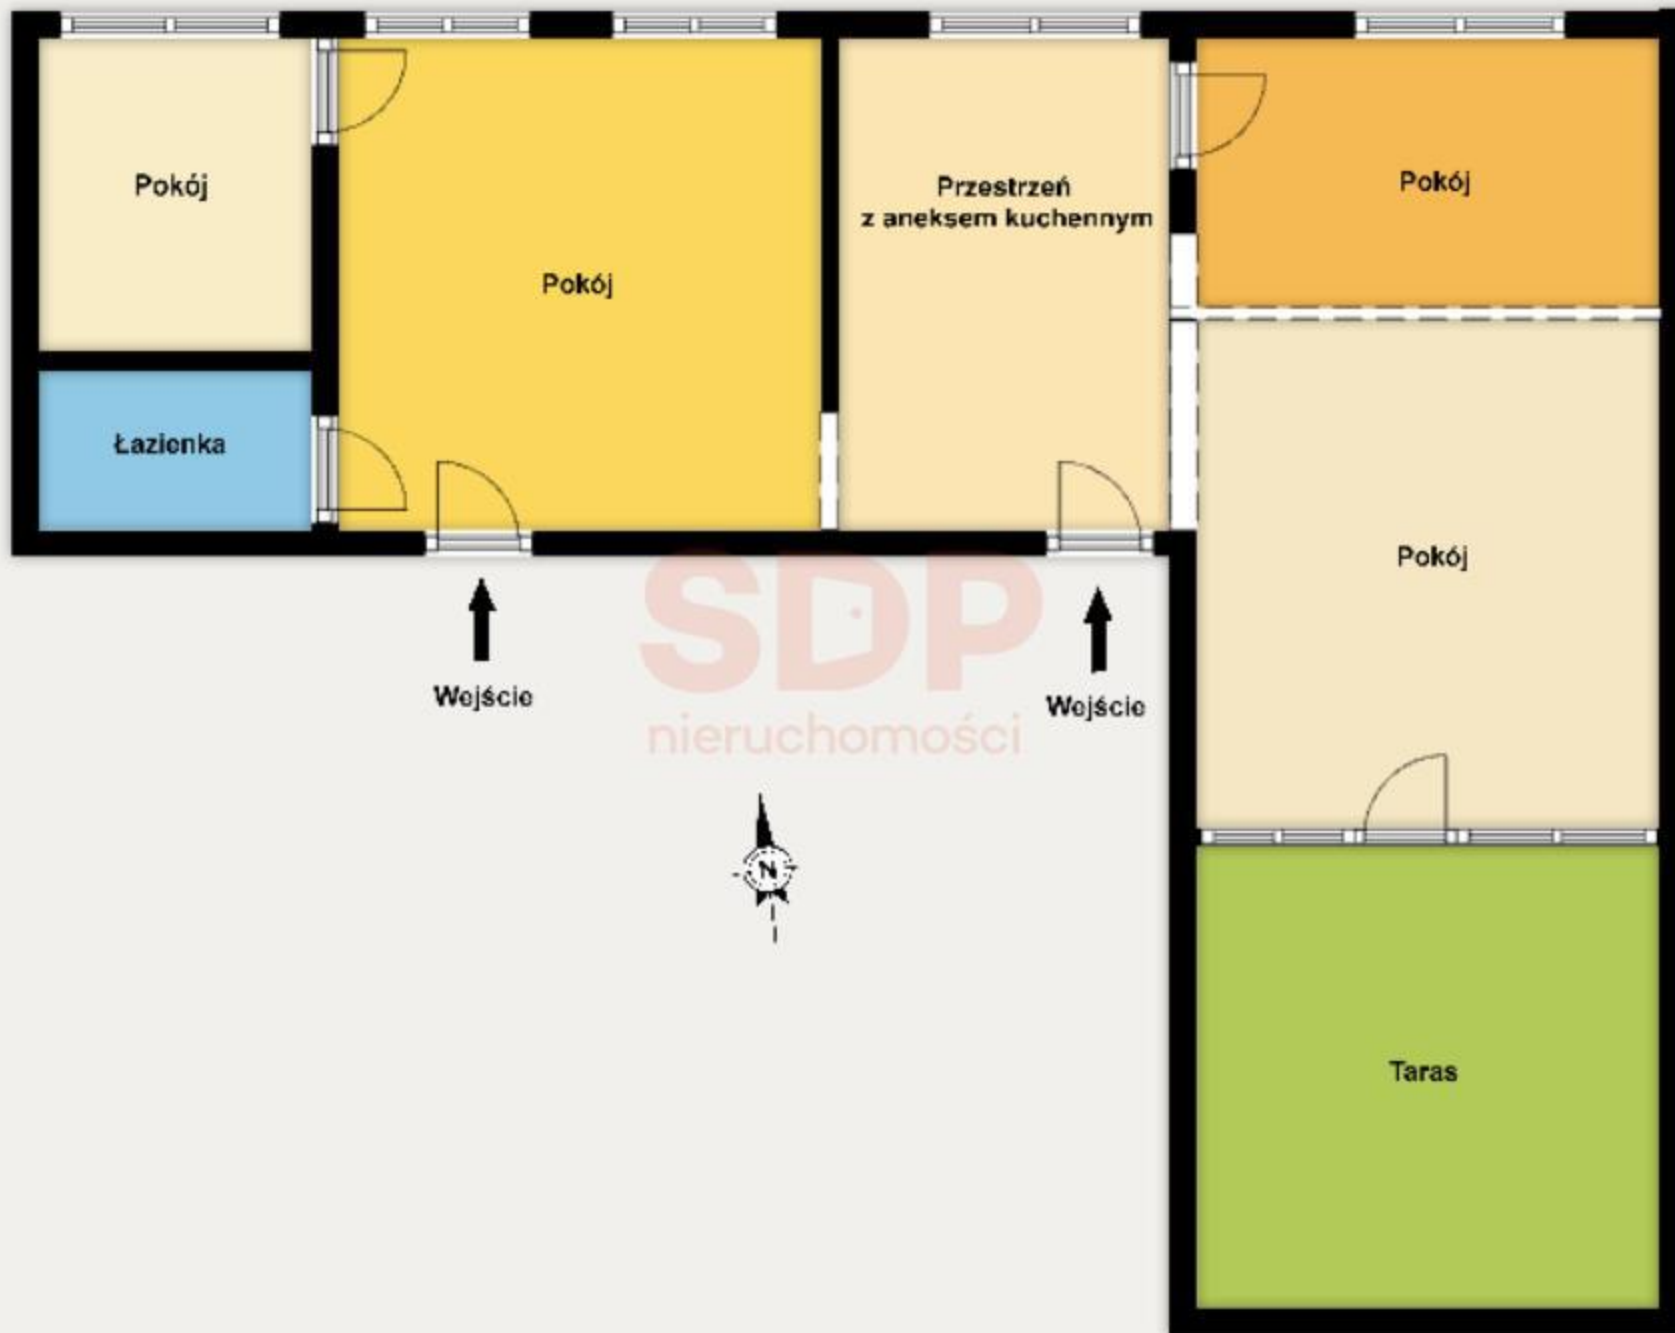 Pokój
Pokój
Przestrzeń
z aneksem kuchennym
Pokój
Łazienka
Pokój
SDP
nieruchomości
Wejście
Wejście
N
Taras